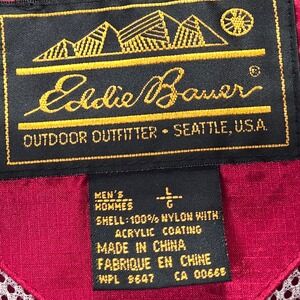 Eddie Bauer®
OUTDOOR OUTFITTER • SEATTLE, U.S.A.
MEN'S L
HOMMES G
SHELL: 100% NYLON WITH
ACRYLIC COATING
MADE IN CHINA
FABRIQUE EN CHINE
WPL 9647 CA 00668